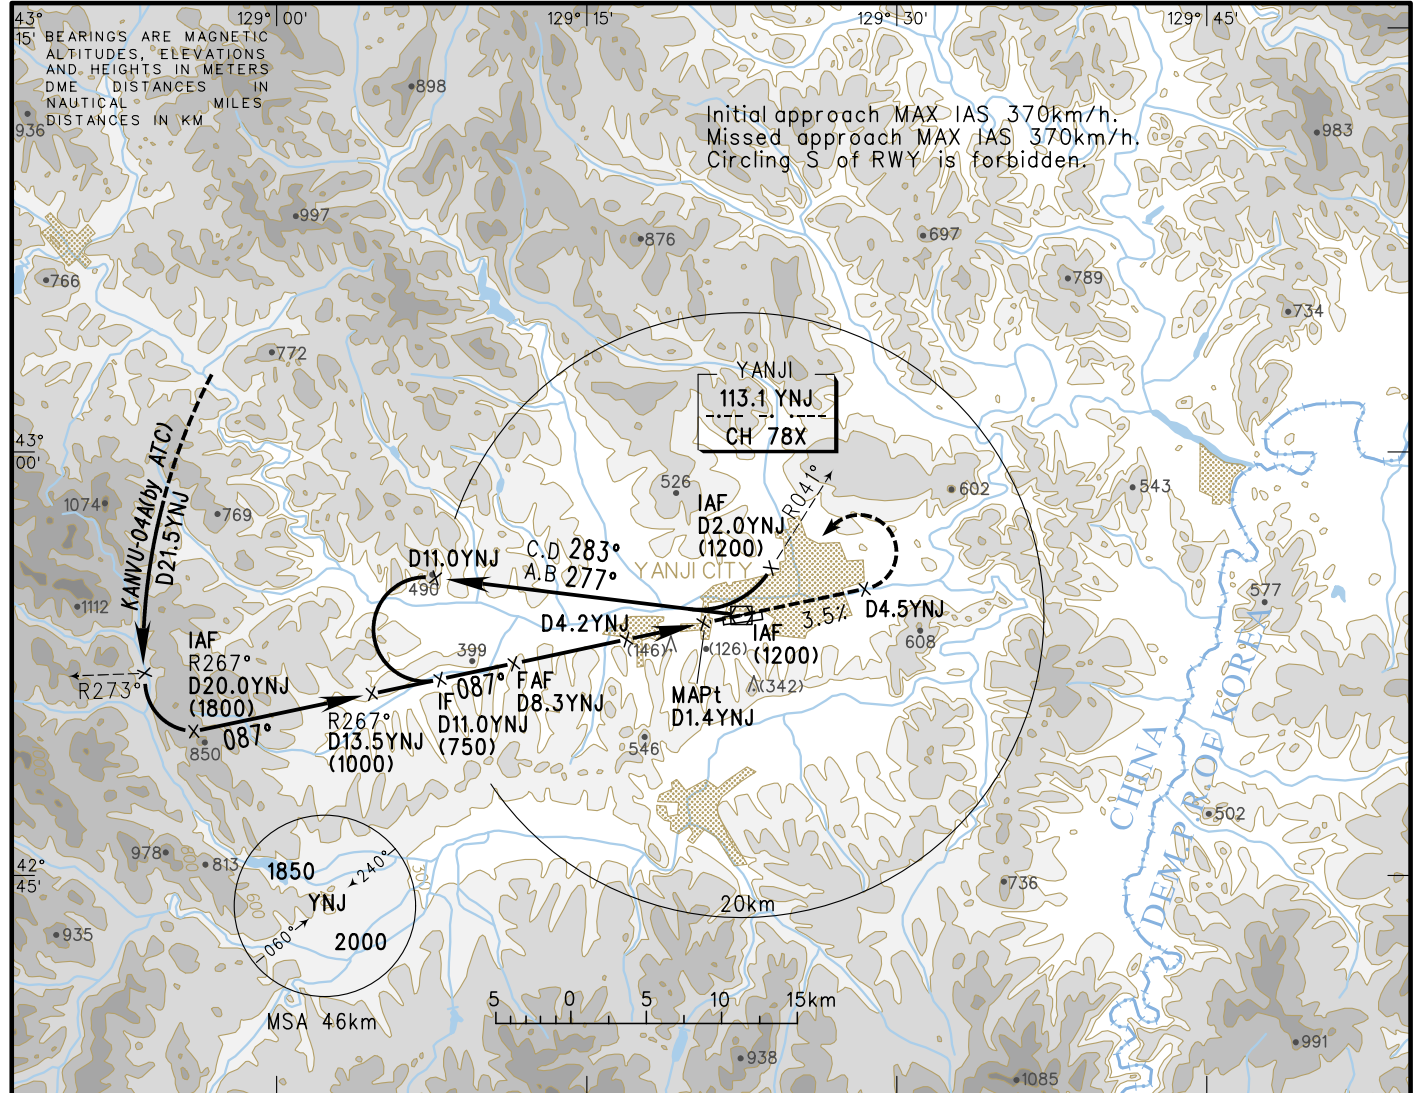 43°
15'
129° 00'
129° 15'
129° 30'
129° 45'
BEARINGS ARE MAGNETIC
ALTITUDES, ELEVATIONS
AND HEIGHTS IN METERS
DME DISTANCES IN
NAUTICAL MILES
DISTANCES IN KM
Initial approach MAX IAS 370km/h.
Missed approach MAX IAS 370km/h.
Circling S of RWY is forbidden.
898
936
983
997
876
697
766
789
734
772
YANJI
113.1 YNJ
CH 78X
43°
00'
KANVU-04A(by ATC)
D21.5YNJ
1074
769
526
602
543
R041°
IAF
D2.0YNJ
(1200)
D11.0YNJ
490
C.D 283°
A.B 277°
YANJI CITY
1112
577
D4.2YNJ
(146)
(126)
3.5%
D4.5YNJ
608
IAF
(1200)
(342)
IAF
R267°
D20.0YNJ
(1800)
R273°
087°
850
399
087°
FAF
D8.3YNJ
IF
D11.0YNJ
(750)
R267°
D13.5YNJ
(1000)
MAPt
D1.4YNJ
546
CHINA
DEM.P.R.OF KOREA
502
978
813
600
300
42°
45'
1850
240°
YNJ
060°
2000
MSA 46km
736
20km
935
5 0 5 10 15km
938
991
1085